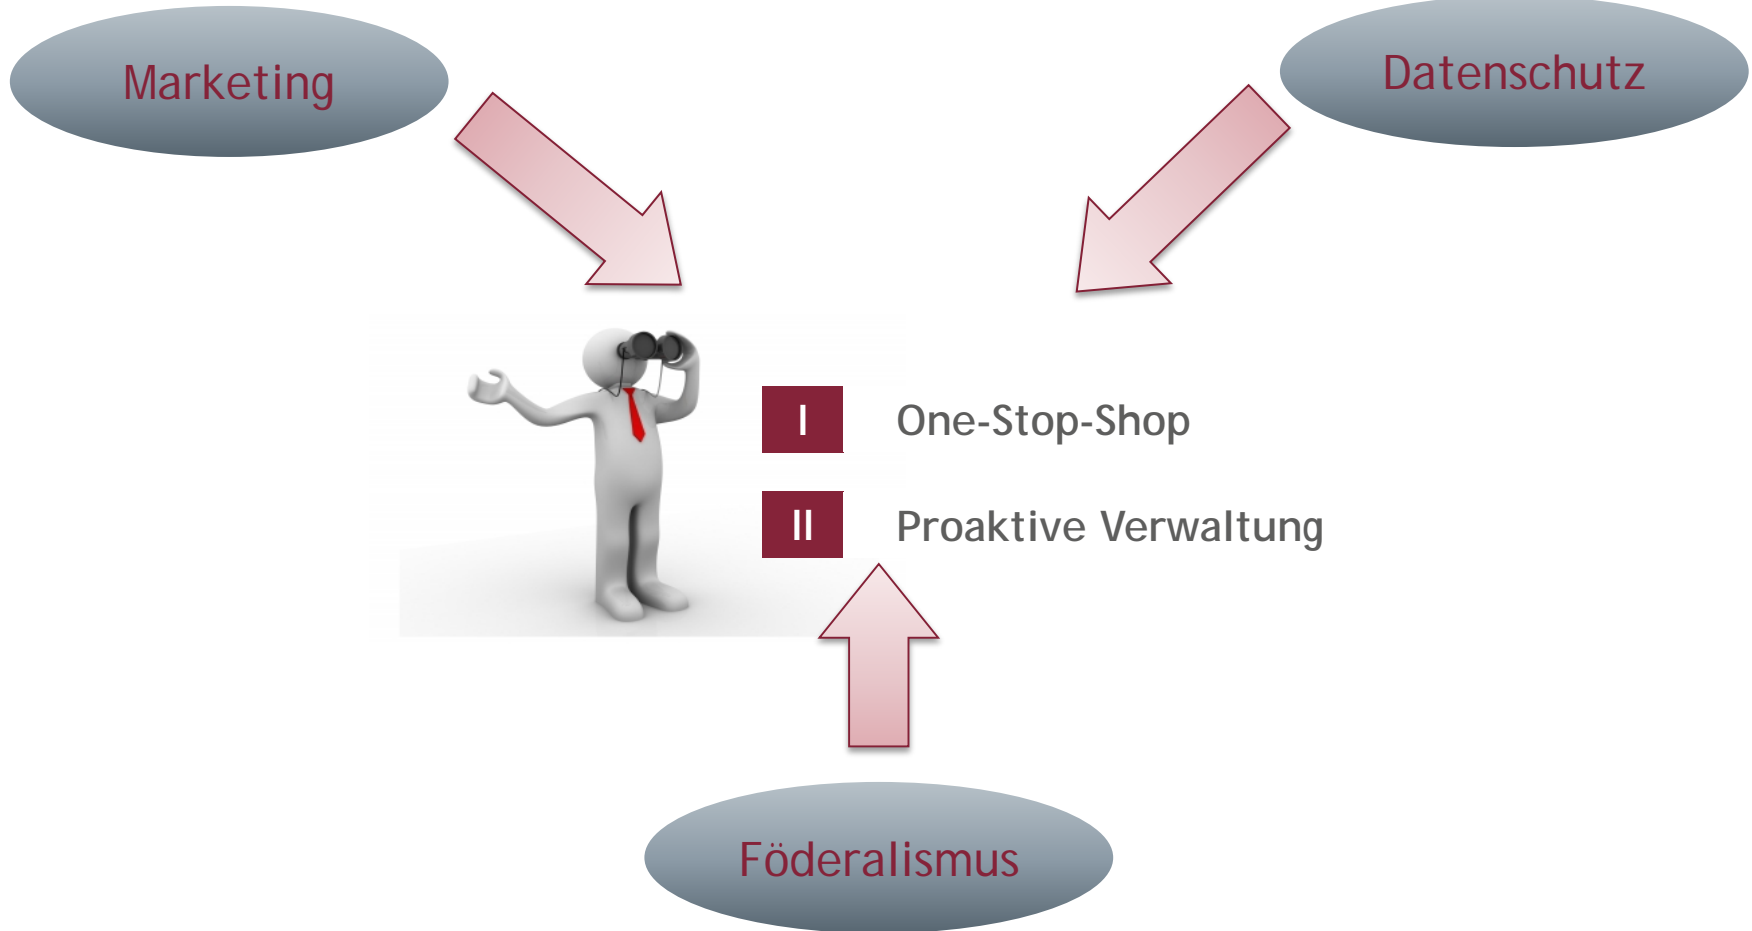 Marketing
Datenschutz
I One-Stop-Shop
II Proaktive Verwaltung
Föderalismus